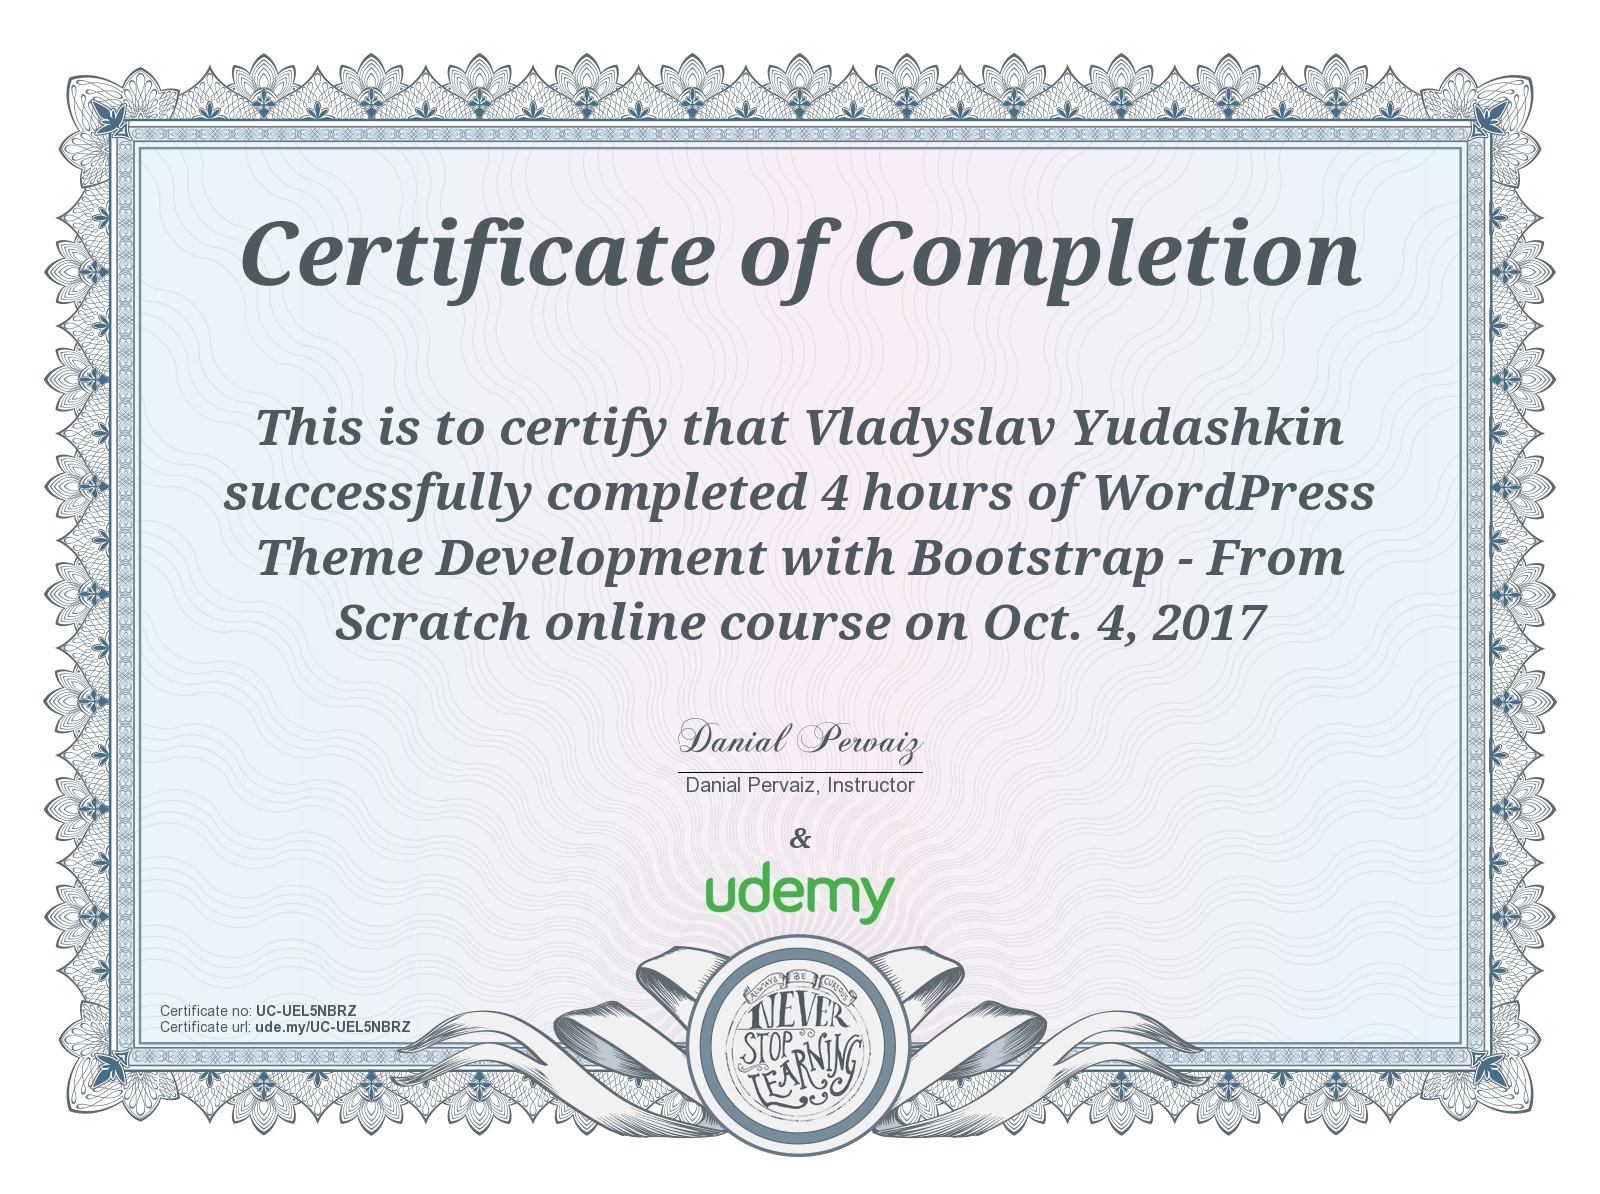 Certificate of Completion
This is to certify that Vladyslav Yudashkin
successfully completed 4 hours of WordPress
Theme Development with Bootstrap - From
Scratch online course on Oct. 4, 2017
Danial Pervaiz
Danial Pervaiz, Instructor
&
udemy
Certificate no: UC-UEL5NBRZ
Certificate url: ude.my/UC-UEL5NBRZ
ALWAYS BE CURIOUS
NEVER
STOP
LEARNING